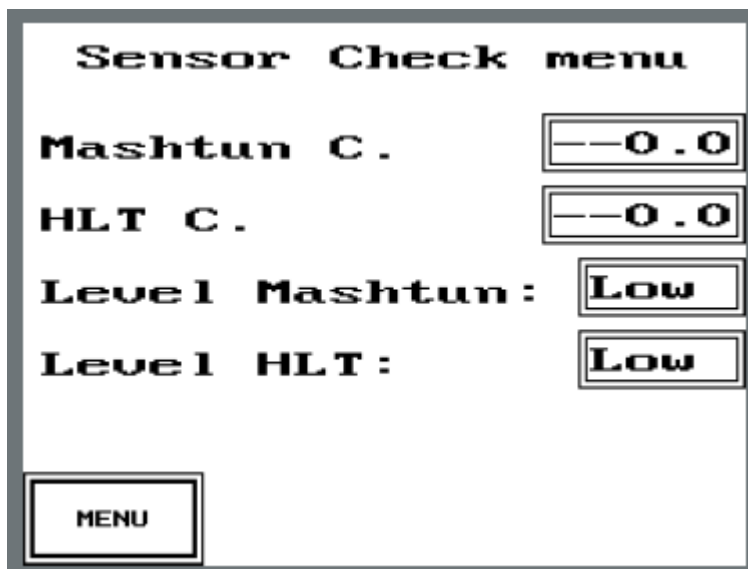 Sensor Check menu
Mashtun C. --0.0
HLT C. --0.0
Level Mashtun: Low
Level HLT: Low
MENU